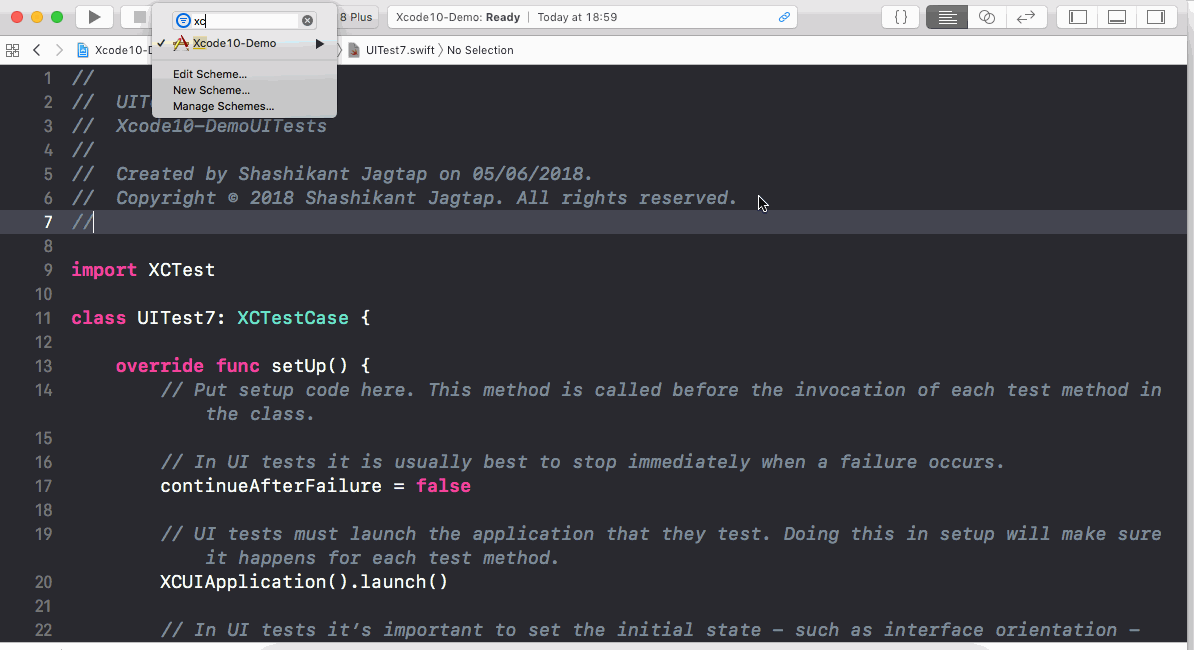 xc
8 Plus
Xcode10-Demo: Ready | Today at 18:59
{ }
✓ Xcode10-Demo
Edit Scheme...
New Scheme...
Manage Schemes...
UITest7.swift 〉 No Selection
1 //
2 //
3 //  Xcode10-DemoUITests
4 //
5 //  Created by Shashikant Jagtap on 05/06/2018.
6 //  Copyright © 2018 Shashikant Jagtap. All rights reserved.
7 //
8
9 import XCTest
10
11 class UITest7: XCTestCase {
12
13     override func setUp() {
14         // Put setup code here. This method is called before the invocation of each test method in
the class.
15
16         // In UI tests it is usually best to stop immediately when a failure occurs.
17         continueAfterFailure = false
18
19         // UI tests must launch the application that they test. Doing this in setup will make sure
it happens for each test method.
20         XCUIApplication().launch()
21
22         // In UI tests it’s important to set the initial state - such as interface orientation -